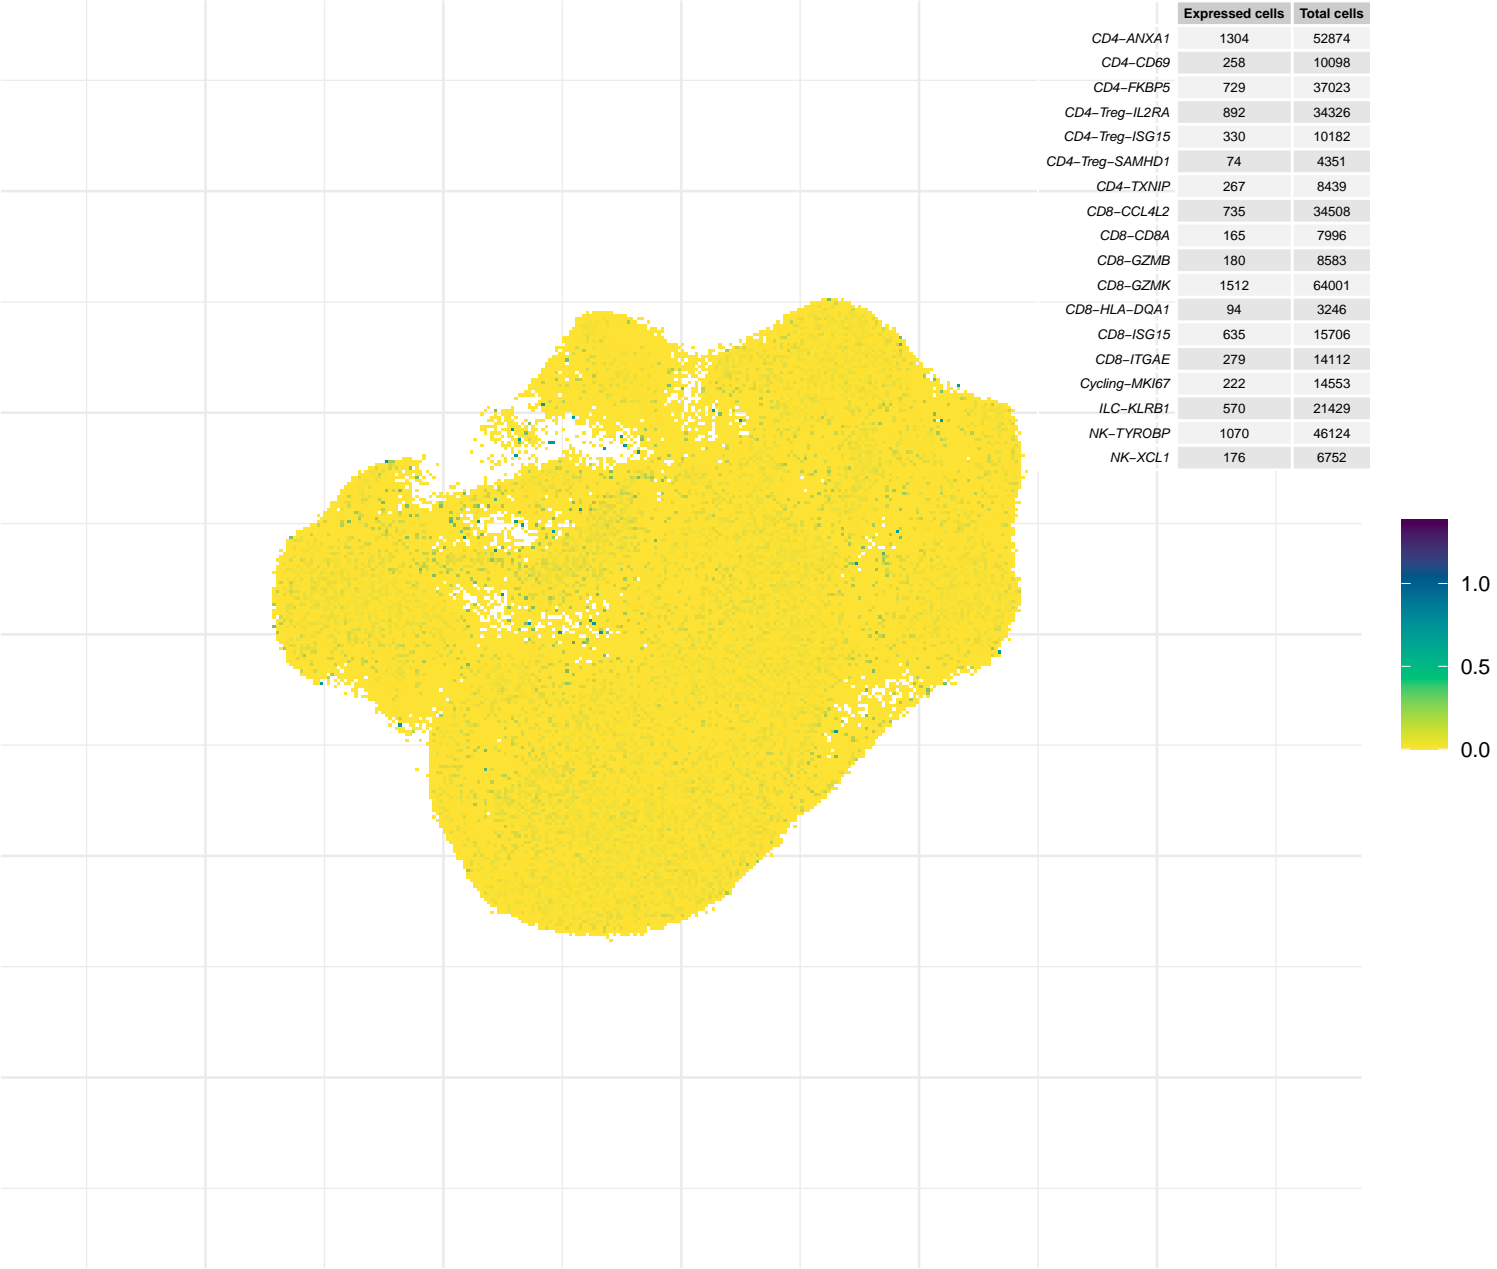 Expressed cells Total cells
CD4−ANXA1 1304 52874
CD4−CD69 258 10098
CD4−FKBP5 729 37023
CD4−Treg−IL2RA 892 34326
CD4−Treg−ISG15 330 10182
CD4−Treg−SAMHD1 74 4351
CD4−TXNIP 267 8439
CD8−CCL4L2 735 34508
CD8−CD8A 165 7996
CD8−GZMB 180 8583
CD8−GZMK 1512 64001
CD8−HLA−DQA1 94 3246
CD8−ISG15 635 15706
CD8−ITGAE 279 14112
Cycling−MKI67 222 14553
ILC−KLRB1 570 21429
NK−TYROBP 1070 46124
NK−XCL1 176 6752
1.0
0.5
0.0